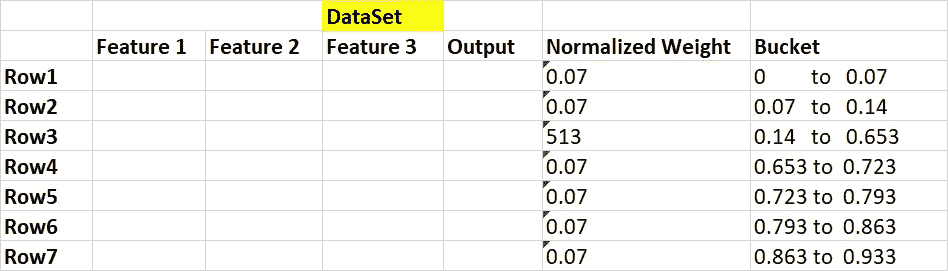 DataSet
Feature 1 Feature 2 Feature 3 Output Normalized Weight Bucket
Row1 0.07 0 to 0.07
Row2 0.07 0.07 to 0.14
Row3 513 0.14 to 0.653
Row4 0.07 0.653 to 0.723
Row5 0.07 0.723 to 0.793
Row6 0.07 0.793 to 0.863
Row7 0.07 0.863 to 0.933